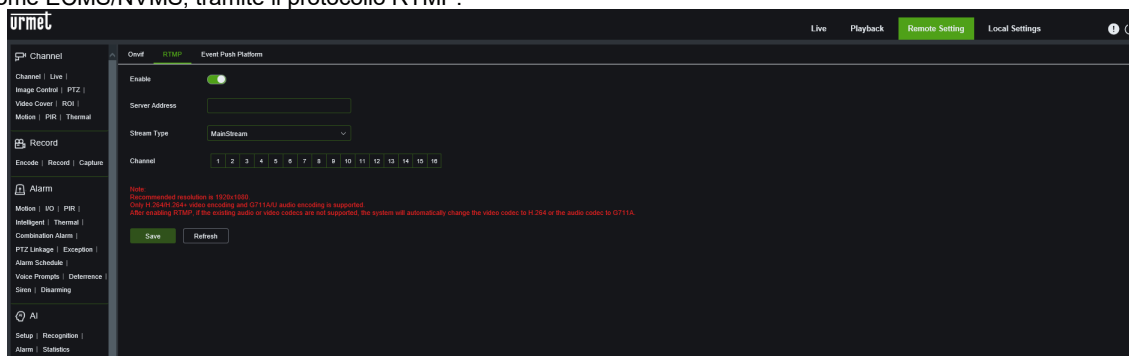 come ECMS/NVMS, tramite il protocollo RTMP.
urmet
Live Playback Remote Setting Local Settings
Channel
Channel | Live |
Image Control | PTZ |
Video Cover | ROI |
Motion | PIR | Thermal
Record
Encode | Record | Capture
Alarm
Motion | I/O | PIR |
Intelligent | Thermal |
Combination Alarm |
PTZ Linkage | Exception |
Alarm Schedule |
Voice Prompts | Deterrence |
Siren | Disarming
AI
Setup | Recognition |
Alarm | Statistics
Onvif RTMP Event Push Platform
Enable
Server Address
Stream Type MainStream
Channel 1 2 3 4 5 6 7 8 9 10 11 12 13 14 15 16
Note:
Recommended resolution is 1920x1080.
Only H.264/H.264+ video encoding and G711A/U audio encoding is supported.
After enabling RTMP, if the existing audio or video codecs are not supported, the system will automatically change the video codec to H.264 or the audio codec to G711A.
Save Refresh